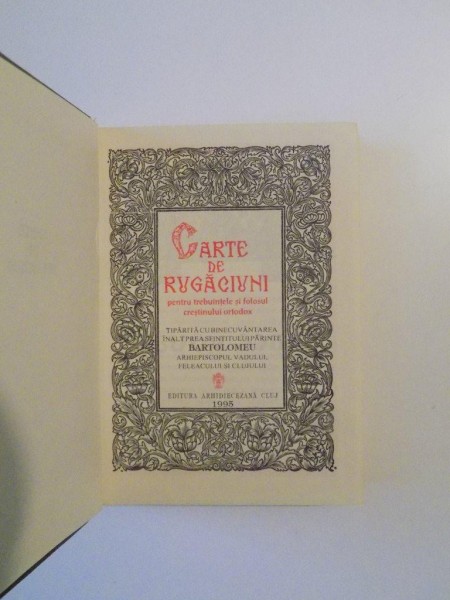 CARTE
DE
RUGĂCIUNI
pentru trebuințele și folosul
creștinului ortodox
TIPĂRITĂ CU BINECUVÂNTAREA
ÎNALTPREASFINȚITULUI PĂRINTE
BARTOLOMEU
ARHIEPISCOPUL VADULUI,
FELEACULUI ȘI CLUJULUI
EDITURA ARHIDIECEZANĂ CLUJ
1995